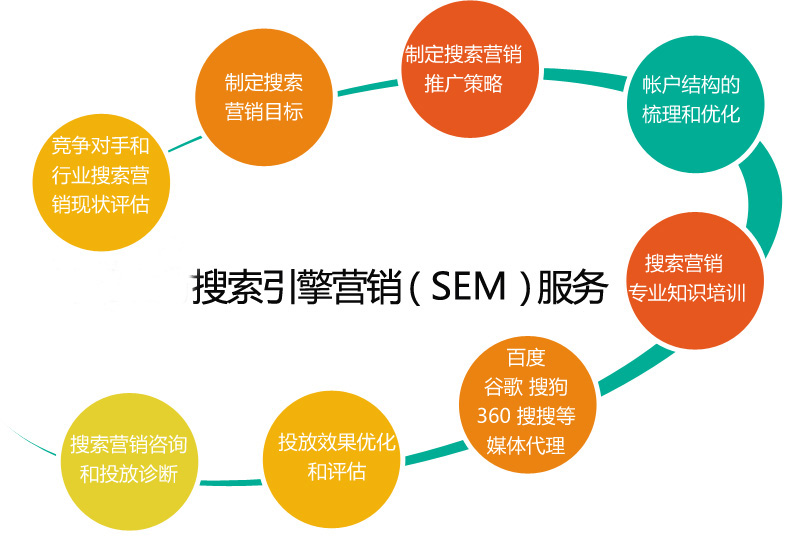 制定搜索
营销目标
制定搜索营销
推广策略
帐户结构的
梳理和优化
竞争对手和
行业搜索营
销现状评估
搜索营销
专业知识培训
搜索引擎营销（SEM）服务
百度
谷歌 搜狗
360 搜搜等
媒体代理
投放效果优化
和评估
搜索营销咨询
和投放诊断